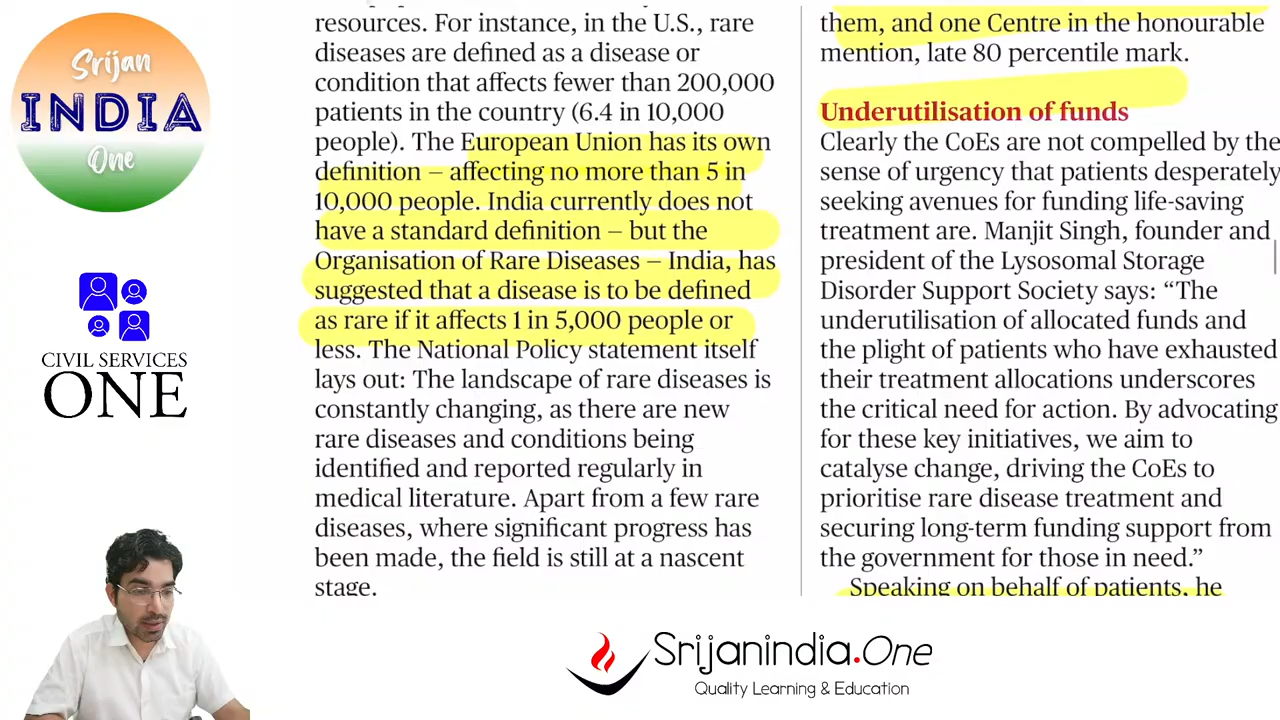 Srijan
INDIA
One
CIVIL SERVICES
ONE
resources. For instance, in the U.S., rare
diseases are defined as a disease or
condition that affects fewer than 200,000
patients in the country (6.4 in 10,000
people). The European Union has its own
definition — affecting no more than 5 in
10,000 people. India currently does not
have a standard definition — but the
Organisation of Rare Diseases — India, has
suggested that a disease is to be defined
as rare if it affects 1 in 5,000 people or
less. The National Policy statement itself
lays out: The landscape of rare diseases is
constantly changing, as there are new
rare diseases and conditions being
identified and reported regularly in
medical literature. Apart from a few rare
diseases, where significant progress has
been made, the field is still at a nascent
stage.
them, and one Centre in the honourable
mention, late 80 percentile mark.
Underutilisation of funds
Clearly the CoEs are not compelled by the
sense of urgency that patients desperately
seeking avenues for funding life-saving
treatment are. Manjit Singh, founder and
president of the Lysosomal Storage
Disorder Support Society says: “The
underutilisation of allocated funds and
the plight of patients who have exhausted
their treatment allocations underscores
the critical need for action. By advocating
for these key initiatives, we aim to
catalyse change, driving the CoEs to
prioritise rare disease treatment and
securing long-term funding support from
the government for those in need.”
Speaking on behalf of patients, he
Srijanindia.One
Quality Learning & Education